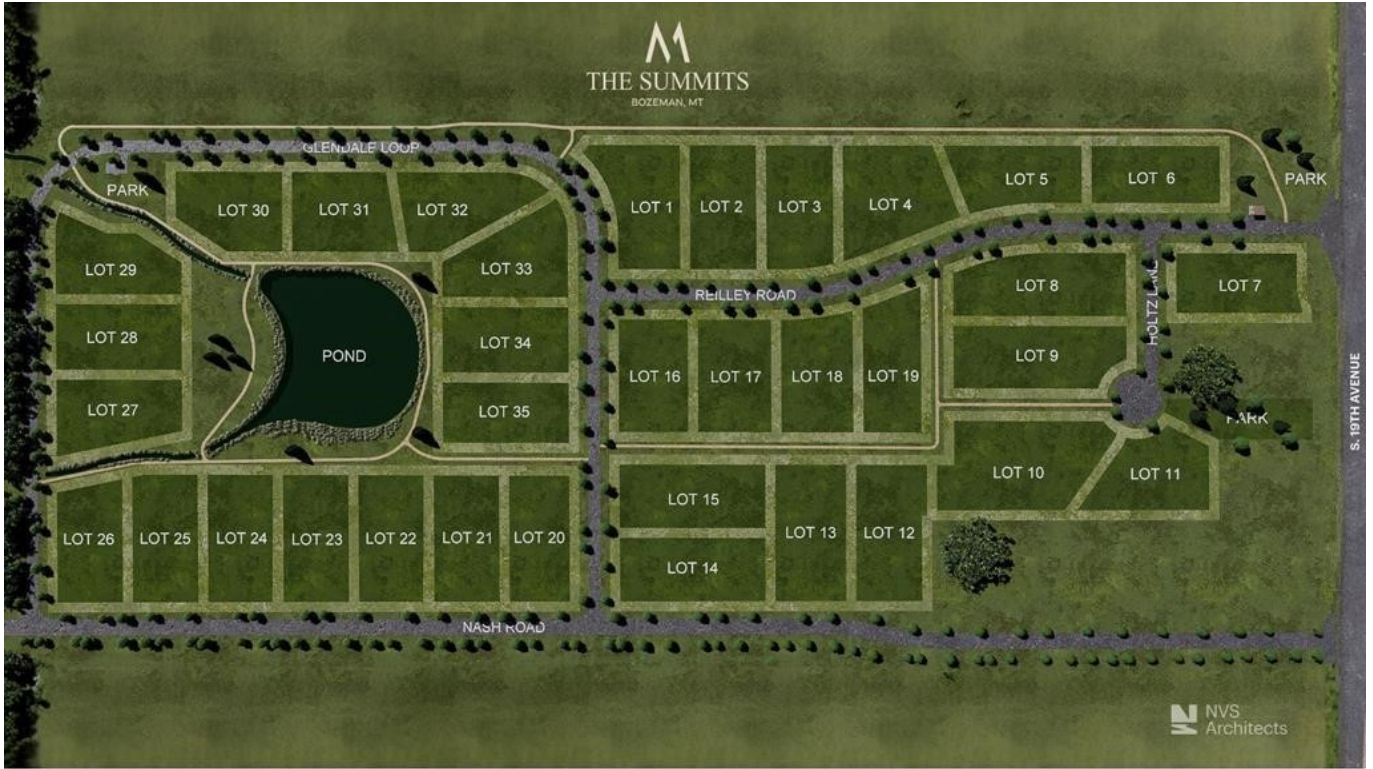 THE SUMMITS
BOZEMAN, MT
GLENDALE LOOP
PARK
LOT 30
LOT 31
LOT 32
LOT 1
LOT 2
LOT 3
LOT 4
LOT 5
LOT 6
PARK
LOT 29
LOT 33
REILLEY ROAD
LOT 8
HOLTZ LANE
LOT 7
LOT 28
POND
LOT 34
LOT 9
LOT 27
LOT 35
LOT 16
LOT 17
LOT 18
LOT 19
PARK
S. 19TH AVENUE
LOT 10
LOT 11
LOT 15
LOT 26
LOT 25
LOT 24
LOT 23
LOT 22
LOT 21
LOT 20
LOT 14
LOT 13
LOT 12
NASH ROAD
NVS
Architects